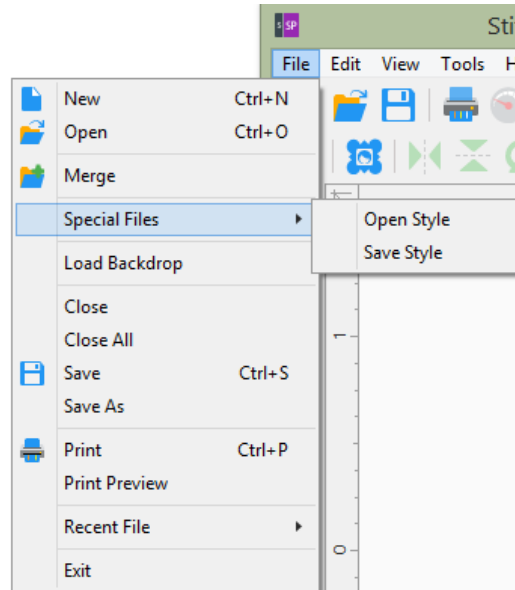 S SP Sti
File Edit View Tools H
New Ctrl+N
Open Ctrl+O
Merge
Special Files
Open Style
Save Style
Load Backdrop
Close
Close All
1
Save Ctrl+S
Save As
Print Ctrl+P
Print Preview
Recent File
0
Exit